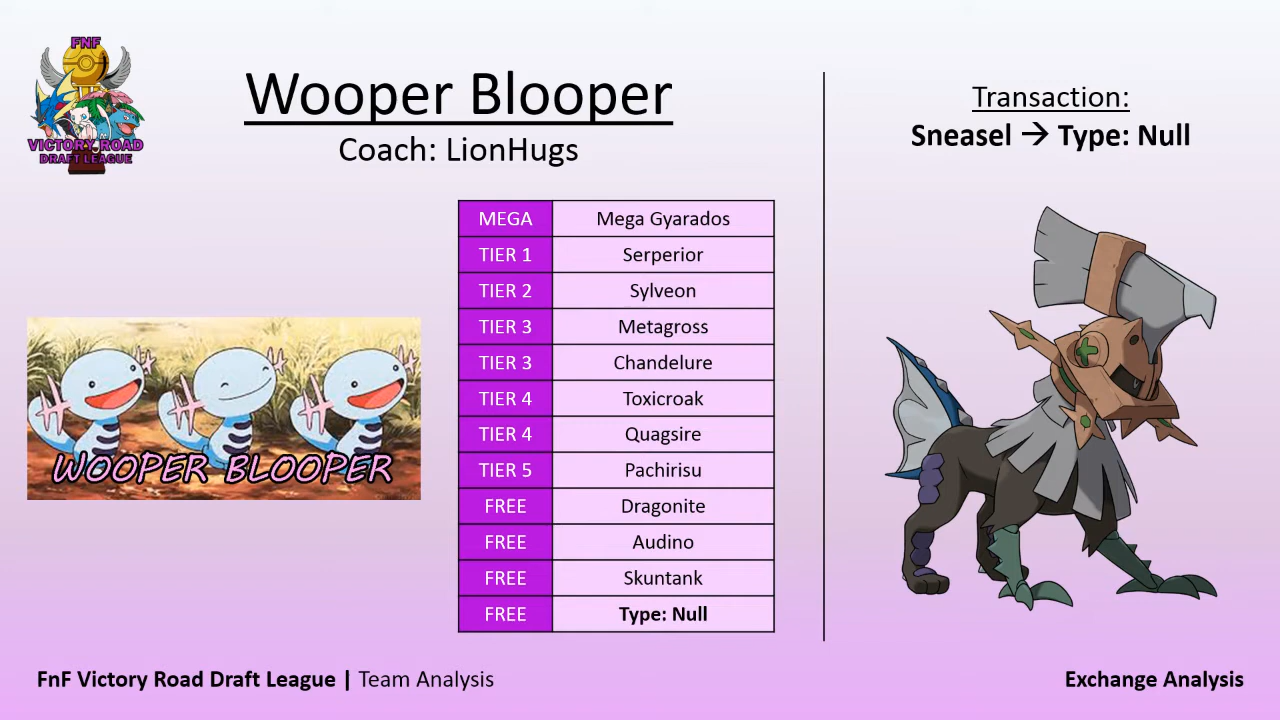 FNF
VICTORY ROAD
DRAFT LEAGUE
Wooper Blooper
Coach: LionHugs
Transaction:
Sneasel → Type: Null
MEGA Mega Gyarados
TIER 1 Serperior
TIER 2 Sylveon
TIER 3 Metagross
TIER 3 Chandelure
TIER 4 Toxicroak
TIER 4 Quagsire
TIER 5 Pachirisu
FREE Dragonite
FREE Audino
FREE Skuntank
FREE Type: Null
WOOPER BLOOPER
FnF Victory Road Draft League | Team Analysis
Exchange Analysis